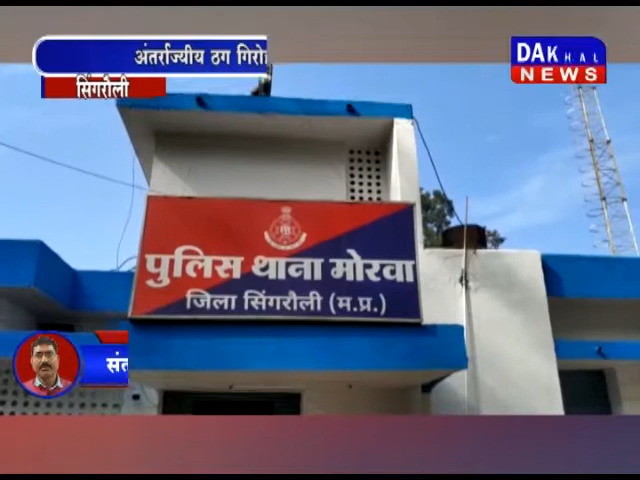 अंतर्राज्यीय ठग
सिंगरौली
DAKHAL
NEWS
पुलिस थाना मोरवा
जिला सिंगरौली (म.प्र.)